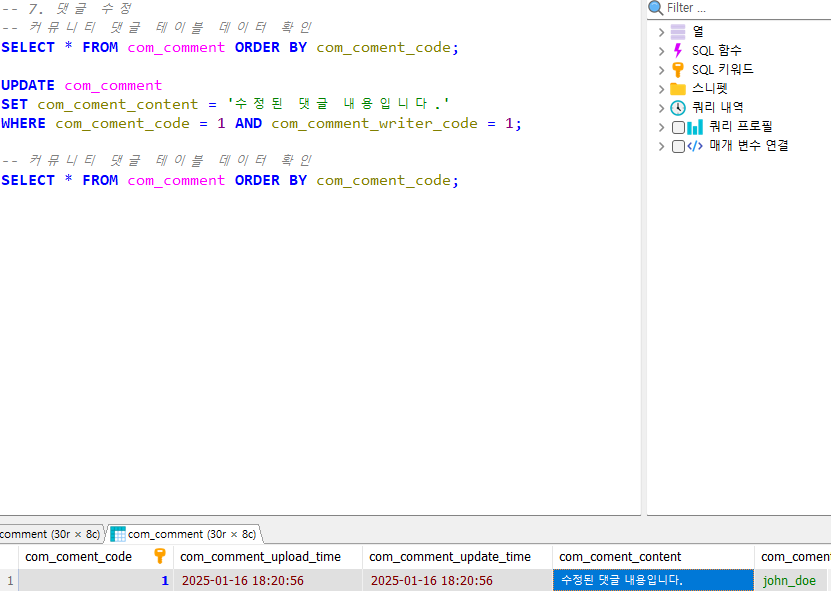 -- 7. 댓글 수정
-- 커뮤니티 댓글 테이블 데이터 확인
SELECT * FROM com_comment ORDER BY com_coment_code;
UPDATE com_comment
SET com_coment_content = '수정된 댓글 내용입니다.'
WHERE com_coment_code = 1 AND com_comment_writer_code = 1;
-- 커뮤니티 댓글 테이블 데이터 확인
SELECT * FROM com_comment ORDER BY com_coment_code;
Filter ...
열
SQL 함수
SQL 키워드
스니펫
쿼리 내역
쿼리 프로필
매개 변수 연결
comment (30r × 8c) com_comment (30r × 8c)
com_coment_code com_comment_upload_time com_comment_update_time com_coment_content com_coment
1 1 2025-01-16 18:20:56 2025-01-16 18:20:56 수정된 댓글 내용입니다. john_doe